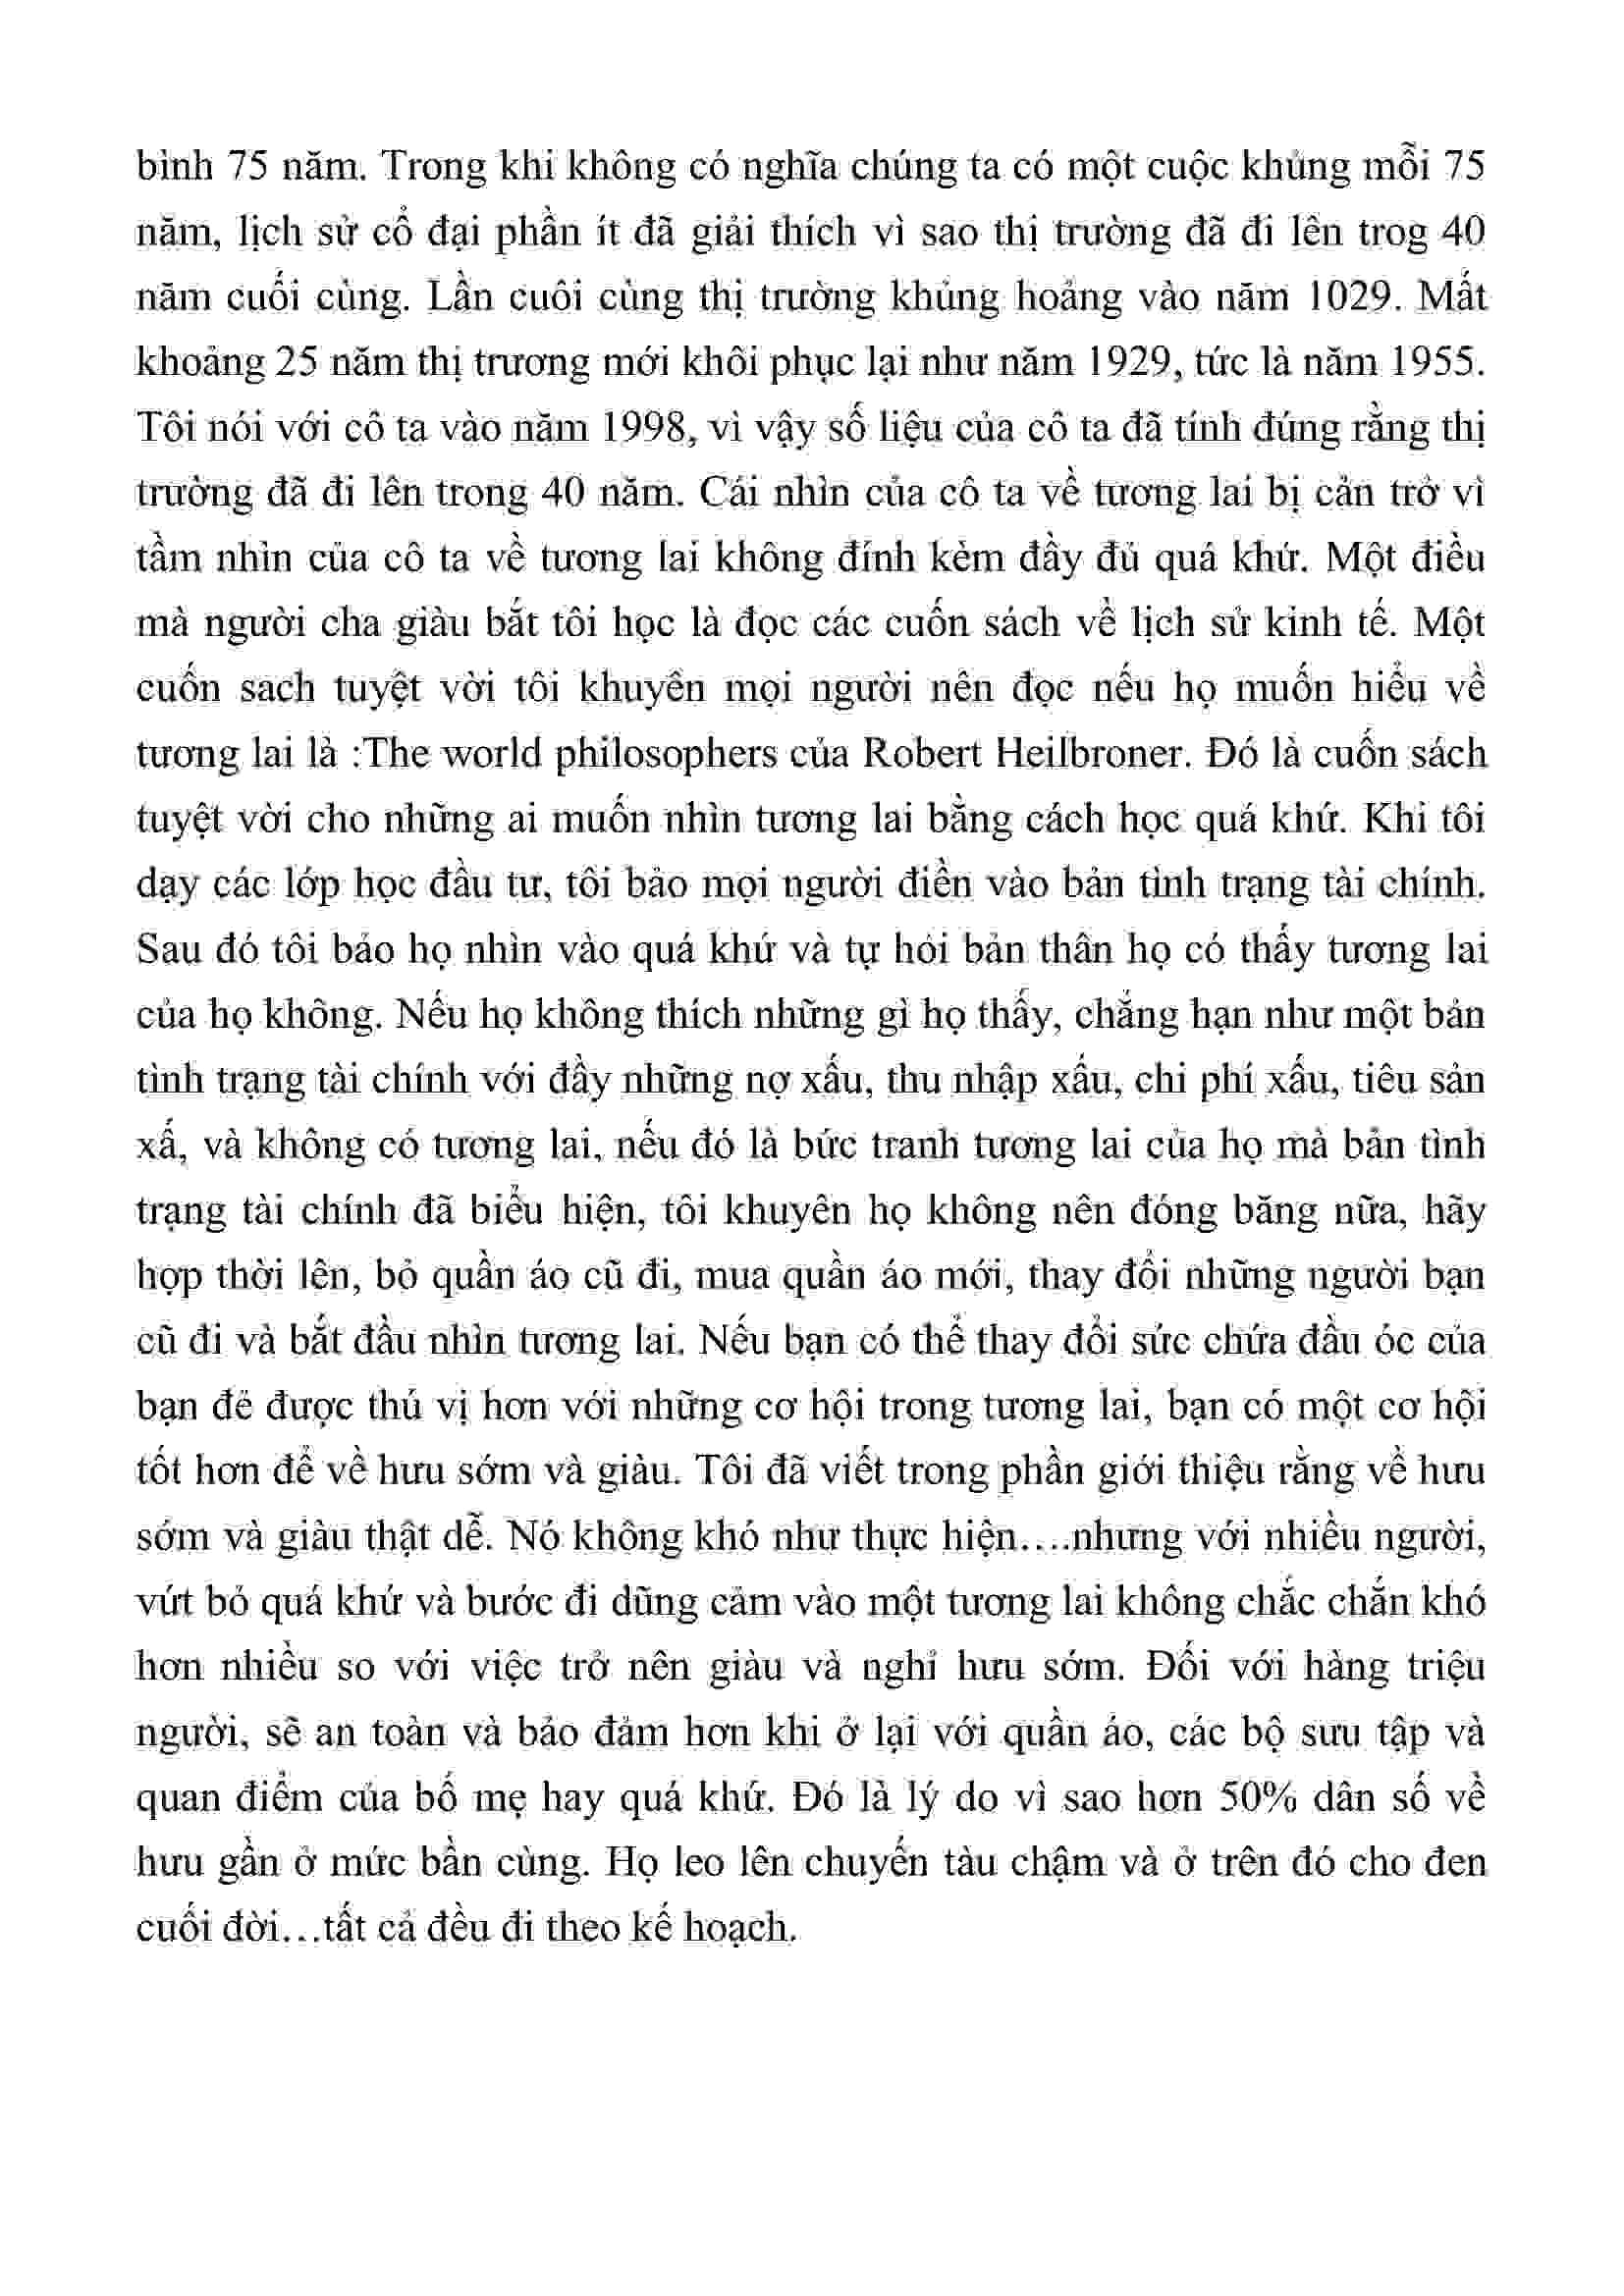 bình 75 năm. Trong khi không có nghĩa chúng ta có một cuộc khủng mỗi 75
năm, lịch sử cổ đại phần ít đã giải thích vì sao thị trường đã đi lên trog 40
năm cuối cùng. Lần cuôi cùng thị trường khủng hoảng vào năm 1029. Mất
khoảng 25 năm thị trương mới khôi phục lại như năm 1929, tức là năm 1955.
Tôi nói với cô ta vào năm 1998, vì vậy số liệu của cô ta đã tính đúng rằng thị
trường đã đi lên trong 40 năm. Cái nhìn của cô ta về tương lai bị cản trở vì
tầm nhìn của cô ta về tương lai không đính kèm đầy đủ quá khứ. Một điều
mà người cha giàu bắt tôi học là đọc các cuốn sách về lịch sử kinh tế. Một
cuốn sach tuyệt vời tôi khuyên mọi người nên đọc nếu họ muốn hiểu về
tương lai là :The world philosophers của Robert Heilbroner. Đó là cuốn sách
tuyệt vời cho những ai muốn nhìn tương lai bằng cách học quá khứ. Khi tôi
dạy các lớp học đầu tư, tôi bảo mọi người điền vào bản tình trạng tài chính.
Sau đó tôi bảo họ nhìn vào quá khứ và tự hỏi bản thân họ có thấy tương lai
của họ không. Nếu họ không thích những gì họ thấy, chẳng hạn như một bản
tình trạng tài chính với đầy những nợ xấu, thu nhập xấu, chi phí xấu, tiêu sản
xấ, và không có tương lai, nếu đó là bức tranh tương lai của họ mà bản tình
trạng tài chính đã biểu hiện, tôi khuyên họ không nên đóng băng nữa, hãy
hợp thời lên, bỏ quần áo cũ đi, mua quần áo mới, thay đổi những người bạn
cũ đi và bắt đầu nhìn tương lai. Nếu bạn có thể thay đổi sức chứa đầu óc của
bạn đẻ được thú vị hơn với những cơ hội trong tương lai, bạn có một cơ hội
tốt hơn để về hưu sớm và giàu. Tôi đã viết trong phần giới thiệu rằng về hưu
sớm và giàu thật dễ. Nó không khó như thực hiện….nhưng với nhiều người,
vứt bỏ quá khứ và bước đi dũng cảm vào một tương lai không chắc chắn khó
hơn nhiều so với việc trở nên giàu và nghỉ hưu sớm. Đối với hàng triệu
người, sẽ an toàn và bảo đảm hơn khi ở lại với quần áo, các bộ sưu tập và
quan điểm của bố mẹ hay quá khứ. Đó là lý do vì sao hơn 50% dân số về
hưu gần ở mức bần cùng. Họ leo lên chuyến tàu chậm và ở trên đó cho đen
cuối đời…tất cả đều đi theo kế hoạch.